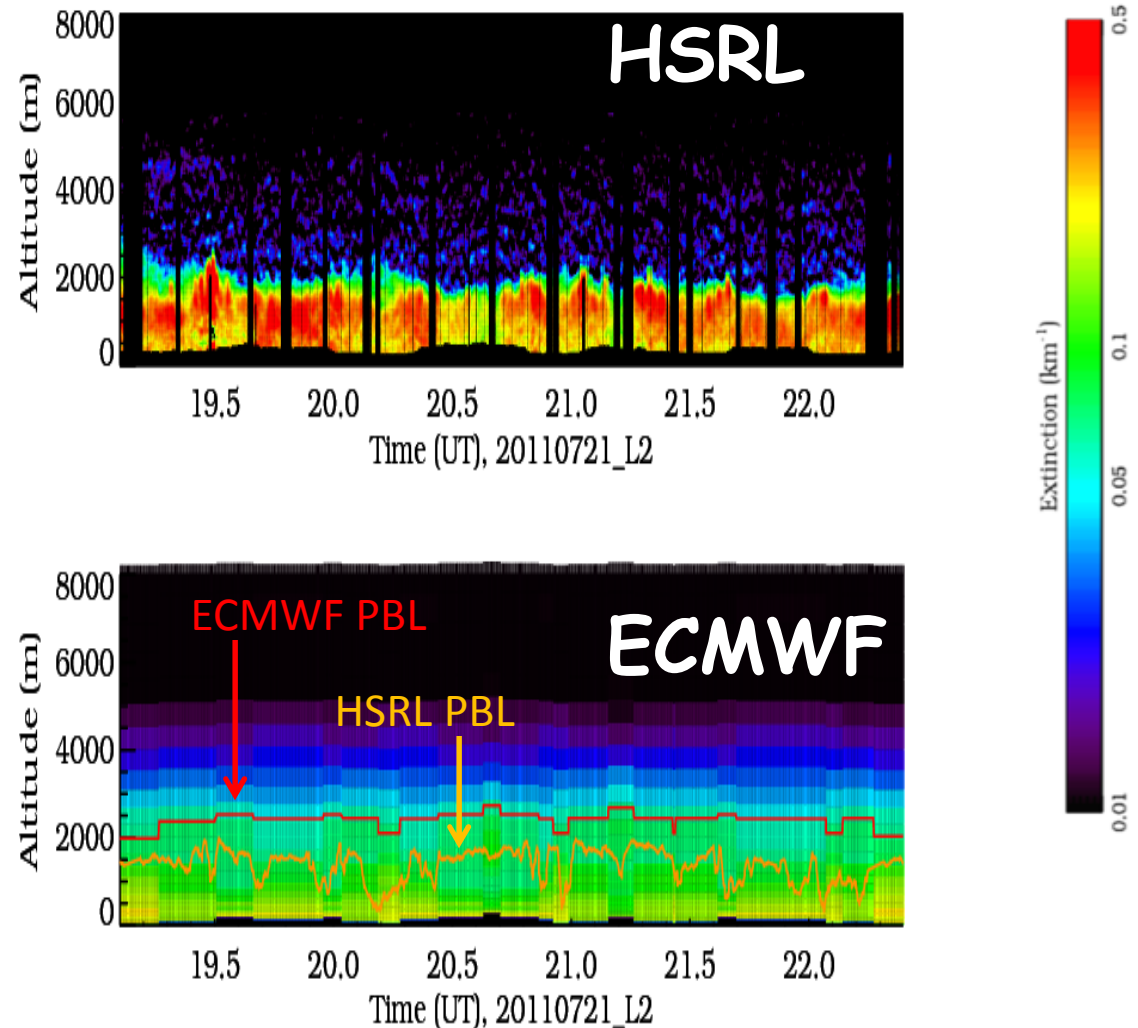 HSRL
Altitude (m)
8000
6000
4000
2000
0
19.5 20.0 20.5 21.0 21.5 22.0
Time (UT), 20110721_L2
ECMWF
ECMWF PBL
HSRL PBL
Altitude (m)
8000
6000
4000
2000
0
19.5 20.0 20.5 21.0 21.5 22.0
Time (UT), 20110721_L2
Extinction (km⁻¹)
0.5
0.1
0.05
0.01